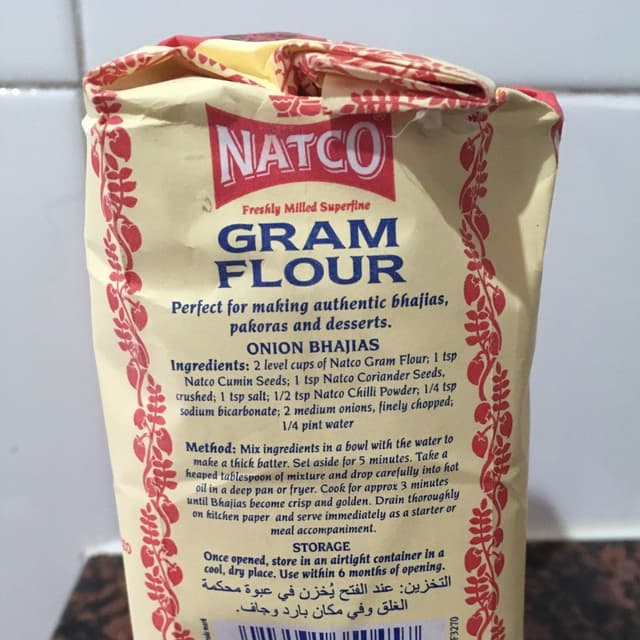 NATCO
Freshly Milled Superfine
GRAM
FLOUR
Perfect for making authentic bhajias,
pakoras and desserts.
ONION BHAJIAS
Ingredients: 2 level cups of Natco Gram Flour; 1 tsp
Natco Cumin Seeds; 1 tsp Natco Coriander Seeds,
crushed; 1 tsp salt; 1/2 tsp Natco Chilli Powder; 1/4 tsp
sodium bicarbonate; 2 medium onions, finely chopped;
1/4 pint water
Method: Mix ingredients in a bowl with the water to
make a thick batter. Set aside for 5 minutes. Take a
heaped tablespoon of mixture and drop carefully into hot
oil in a deep pan or fryer. Cook for approx 3 minutes
until Bhajias become crisp and golden. Drain thoroughly
on kitchen paper and serve immediately as a starter or
meal accompaniment.
STORAGE
Once opened, store in an airtight container in a
cool, dry place. Use within 6 months of opening.
التخزين: عند الفتح يُخزن في عبوة محكمة
الغلق وفي مكان بارد وجاف.